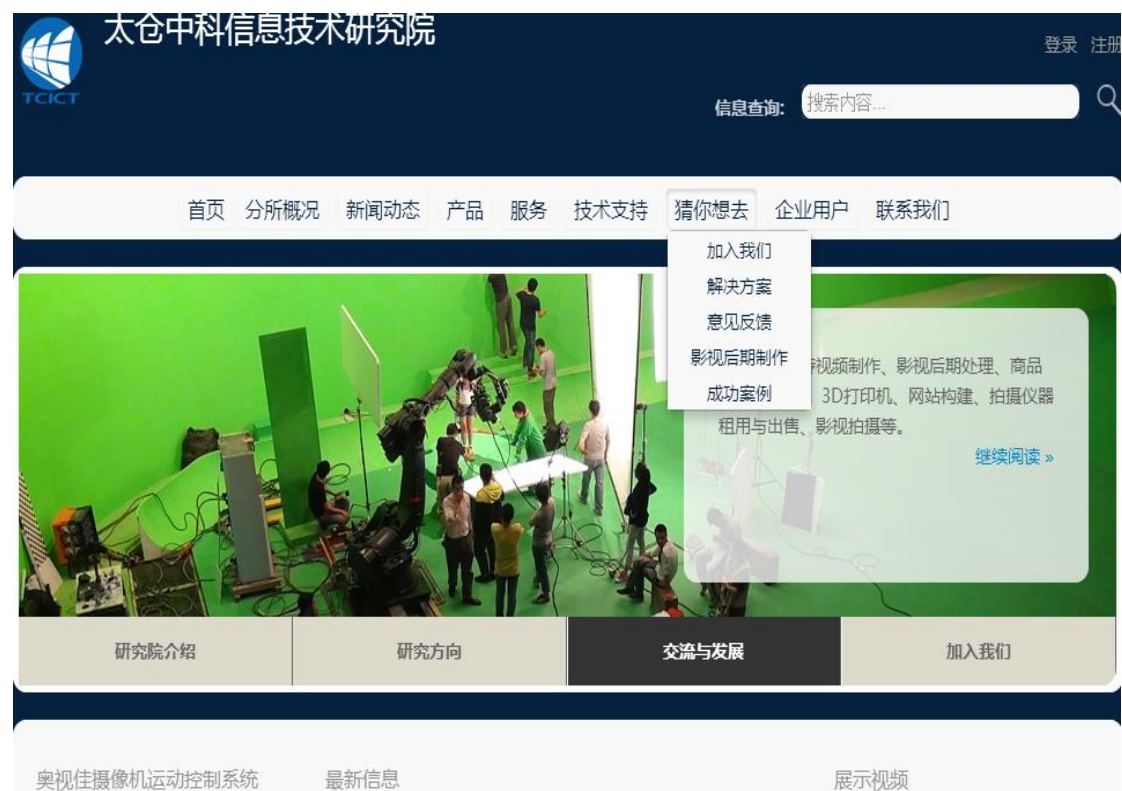 太仓中科信息技术研究院
TCICT
登录 注册
信息查询: 搜索内容...
首页 分所概况 新闻动态 产品 服务 技术支持 猜你想去 企业用户 联系我们
加入我们
解决方案
意见反馈
影视后期制作
成功案例
视频制作、影视后期处理、商品
3D打印机、网站构建、拍摄仪器
租用与出售、影视拍摄等。
继续阅读 »
研究院介绍 研究方向 交流与发展 加入我们
奥视佳摄像机运动控制系统 最新信息 展示视频